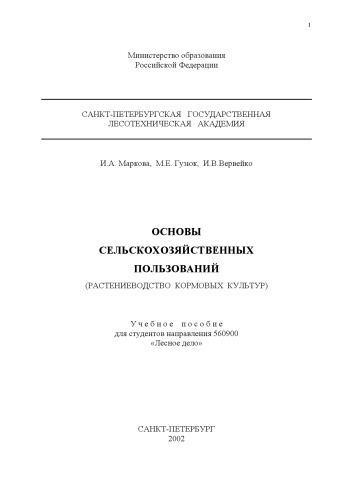 1
Министерство образования
Российской Федерации
САНКТ-ПЕТЕРБУРГСКАЯ ГОСУДАРСТВЕННАЯ
ЛЕСОТЕХНИЧЕСКАЯ АКАДЕМИЯ
И.А. Маркова, М.Е. Гузюк, И.В.Вервейко
ОСНОВЫ
СЕЛЬСКОХОЗЯЙСТВЕННЫХ
ПОЛЬЗОВАНИЙ
(РАСТЕНИЕВОДСТВО КОРМОВЫХ КУЛЬТУР)
Учебное пособие
для студентов направления 560900
«Лесное дело»
САНКТ-ПЕТЕРБУРГ
2002